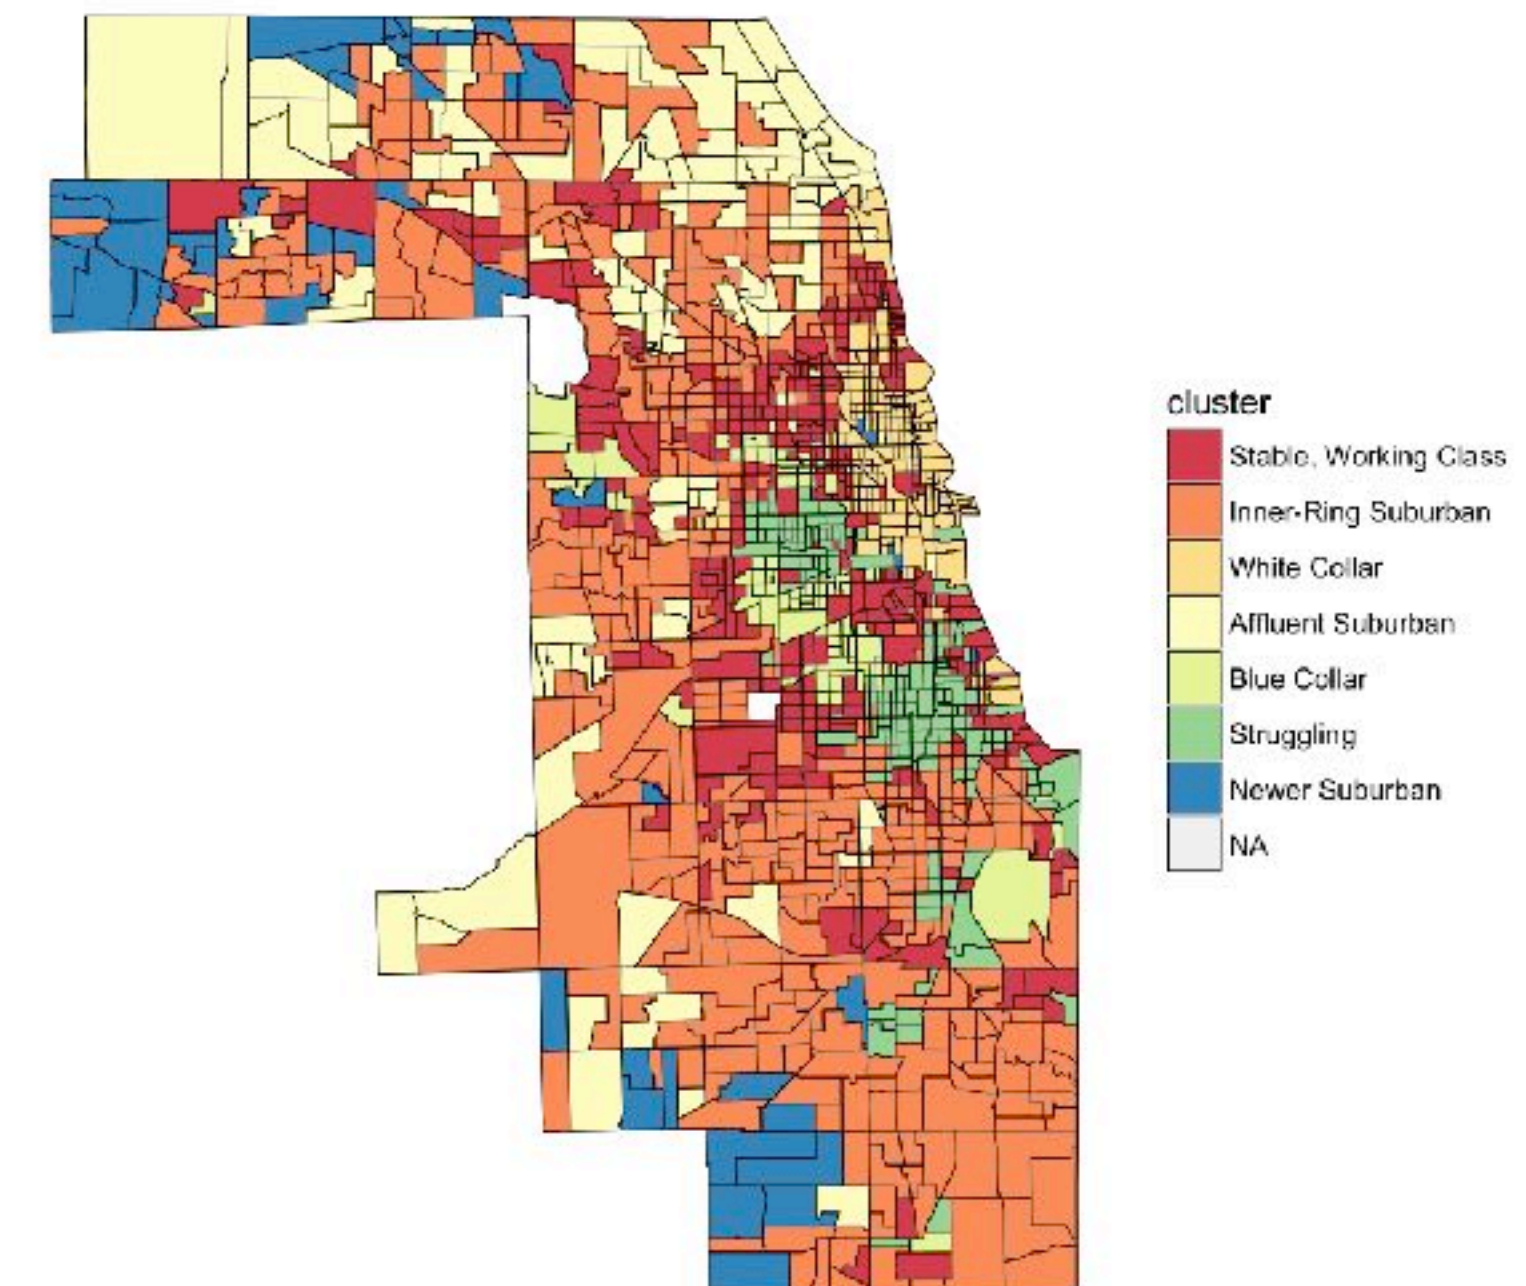 cluster
Stable, Working Class
Inner-Ring Suburban
White Collar
Affluent Suburban
Blue Collar
Struggling
Newer Suburban
NA